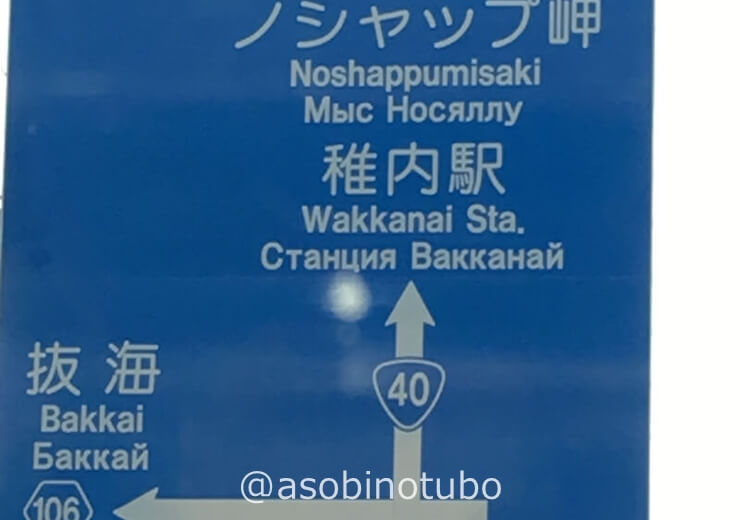 ノシャップ岬
Noshappumisaki
Мыс Носяллу
稚内駅
Wakkanai Sta.
Станция Вакканай
40
抜海
Bakkai
Баккай
106
@asobinotubo